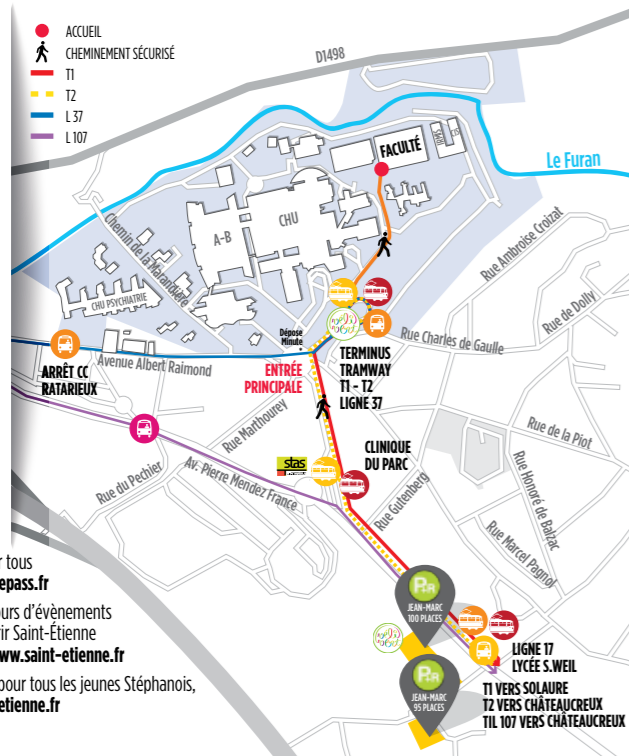 ACCUEIL
CHEMINEMENT SÉCURISÉ
T1
T2
L 37
L 107
D1498
FACULTÉ
CIS
HRMS
Le Furan
CHU
A-B
Chemin de la Marandière
CHU PSYCHIATRIE
Rue Ambroise Croizat
Rue de Dolly
Dépose
Minute
Rue Charles de Gaulle
ARRÊT CC
RATARIEUX
Avenue Albert Raimond
ENTRÉE
PRINCIPALE
TERMINUS
TRAMWAY
T1 - T2
LIGNE 37
Rue Marthourey
Rue de la Piot
CLINIQUE
DU PARC
stas
Rue du Pechier
Av. Pierre Mendez France
Rue Gutenberg
Rue Honoré de Balzac
Rue Marcel Pagnol
r tous
epass.fr
ours d'évènements
ir Saint-Étienne
ww.saint-etienne.fr
pour tous les jeunes Stéphanois,
etienne.fr
P+R
JEAN-MARC
100 PLACES
P+R
JEAN-MARC
95 PLACES
LIGNE 17
LYCÉE S.WEIL
T1 VERS SOLAURE
T2 VERS CHÂTEAUCREUX
TIL 107 VERS CHÂTEAUCREUX